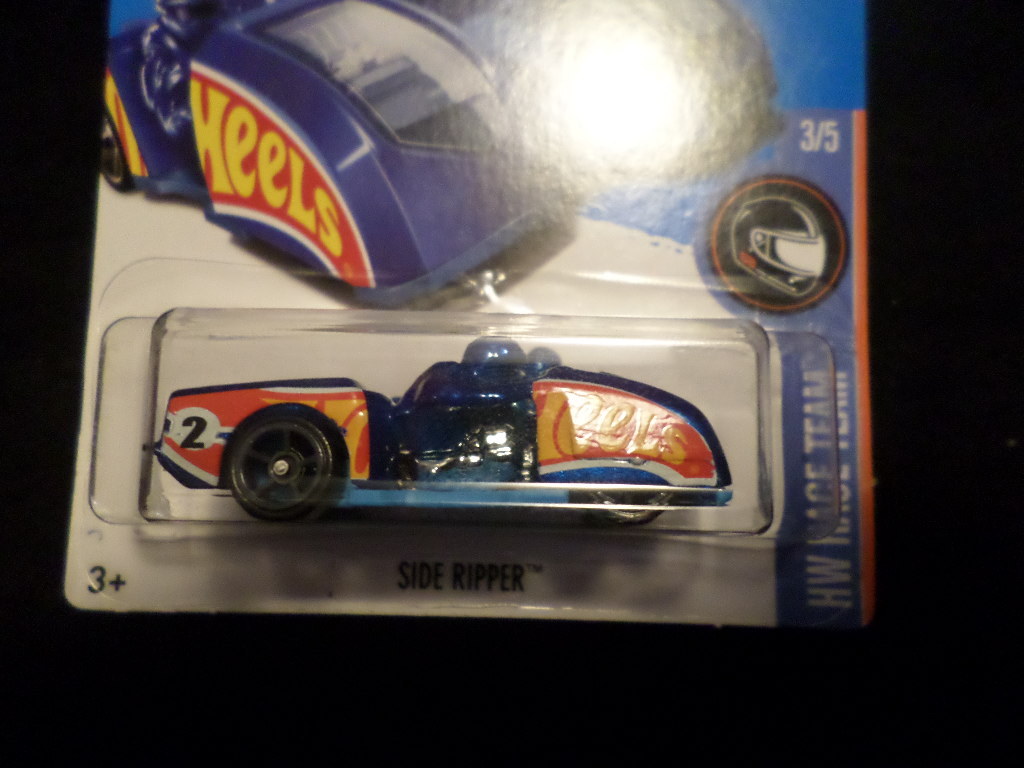 Heels
3/5
2
Heels
HW RACE TEAM
3+
SIDE RIPPER™